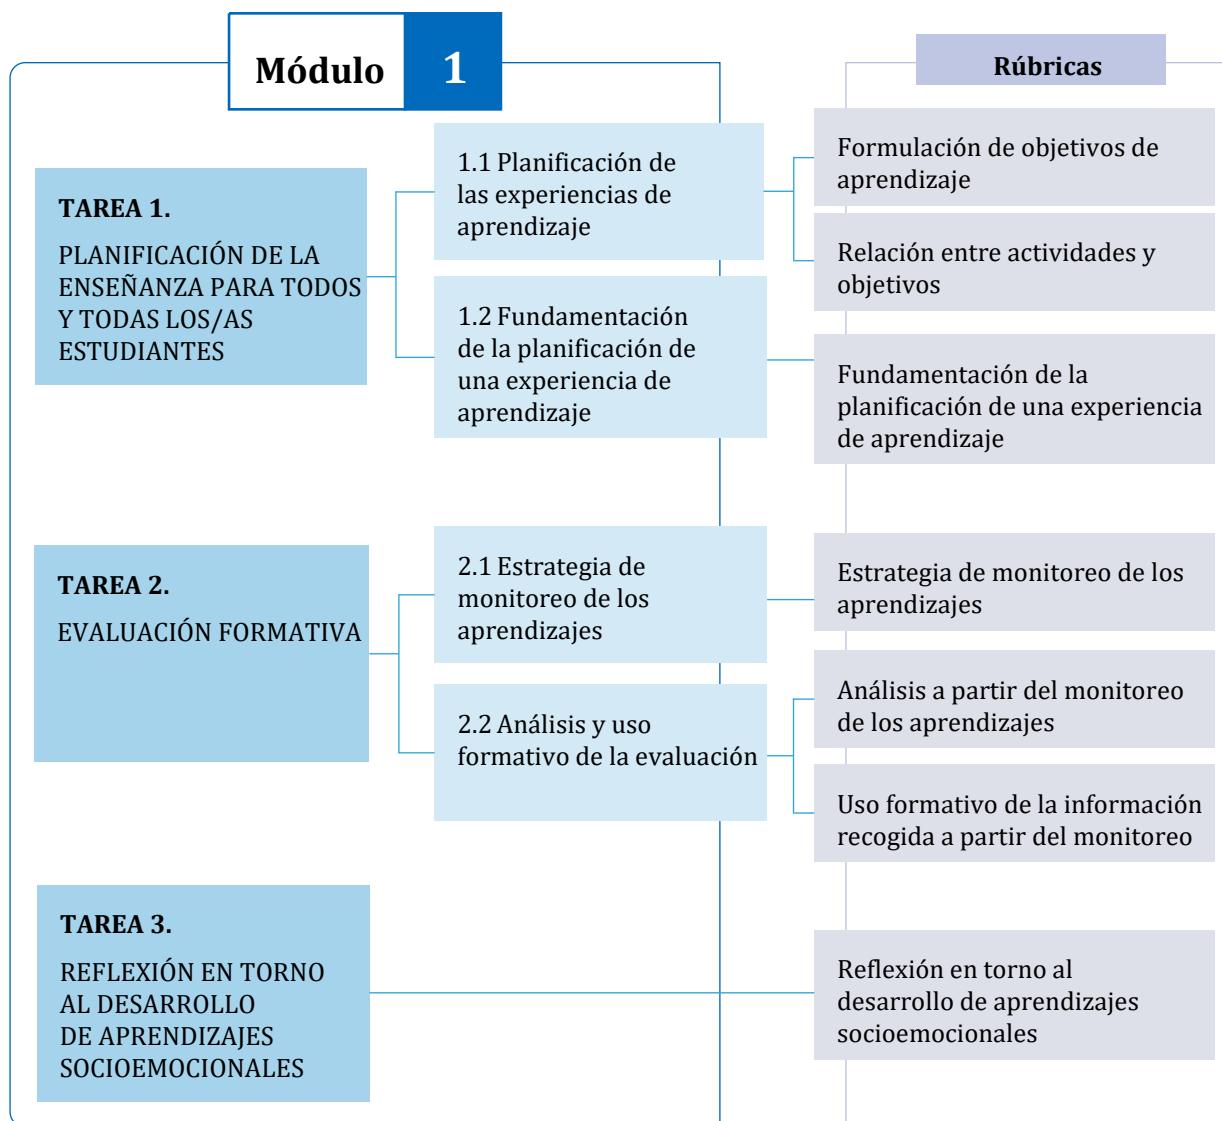 Módulo 1
Rúbricas
TAREA 1.
PLANIFICACIÓN DE LA
ENSEÑANZA PARA TODOS
Y TODAS LOS/AS
ESTUDIANTES
1.1 Planificación de
las experiencias de
aprendizaje
Formulación de objetivos de
aprendizaje
Relación entre actividades y
objetivos
1.2 Fundamentación
de la planificación de
una experiencia de
aprendizaje
Fundamentación de la
planificación de una experiencia
de aprendizaje
TAREA 2.
EVALUACIÓN FORMATIVA
2.1 Estrategia de
monitoreo de los
aprendizajes
Estrategia de monitoreo de los
aprendizajes
2.2 Análisis y uso
formativo de la evaluación
Análisis a partir del monitoreo
de los aprendizajes
Uso formativo de la información
recogida a partir del monitoreo
TAREA 3.
REFLEXIÓN EN TORNO
AL DESARROLLO
DE APRENDIZAJES
SOCIOEMOCIONALES
Reflexión en torno al
desarrollo de aprendizajes
socioemocionales